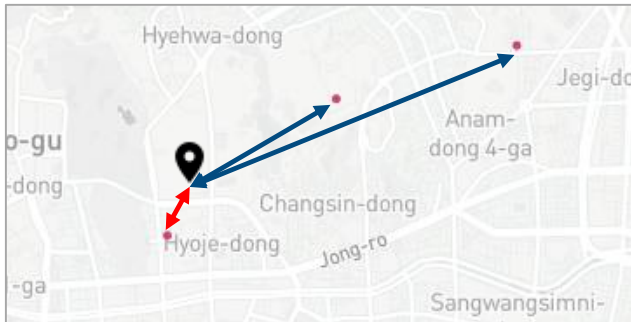 Hyehwa-dong
Jegi-do
Anam-
dong 4-ga
o-gu
-dong
Changsin-dong
Hyoje-dong
Jong-ro
-ga
Sangwangsimni-